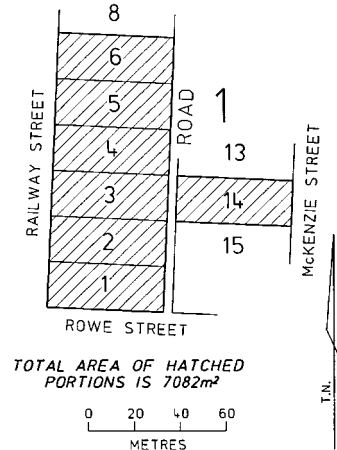 8
6
5
4
3
2
1
RAILWAY STREET
ROAD
1
13
14
15
McKENZIE STREET
ROWE STREET
TOTAL AREA OF HATCHED
PORTIONS IS 7082m²
0 20 40 60
METRES
T.N.